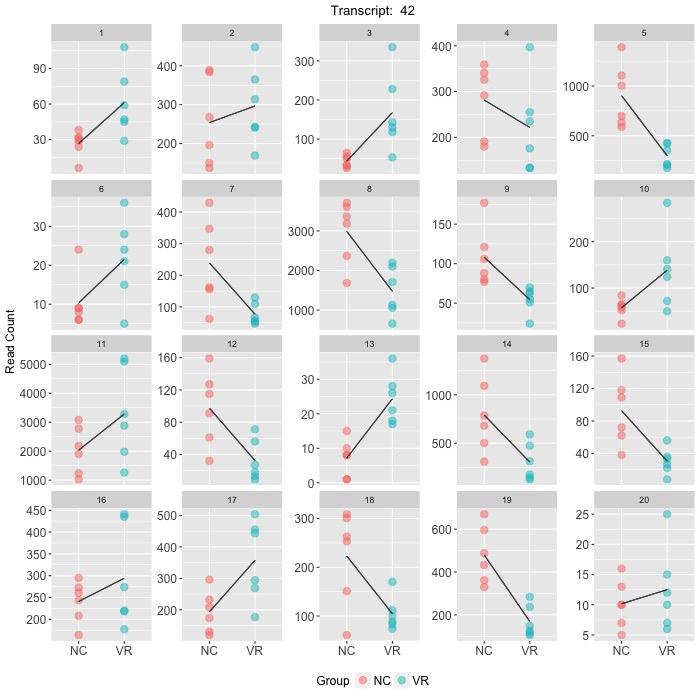 Transcript: 42
1 2 3 4 5
90 60 30
400 300 200
300 200 100
400 300 200
1000 500
6 7 8 9 10
30 20 10
400 300 200 100
3000 2000 1000
150 100 50
200 100
Read Count
11 12 13 14 15
5000 4000 3000 2000 1000
160 120 80 40
30 20 10 0
1000 500
160 120 80 40
16 17 18 19 20
450 400 350 300 250 200
500 400 300 200
300 200 100
600 400 200
25 20 15 10 5
NC VR NC VR NC VR NC VR NC VR
Group NC VR